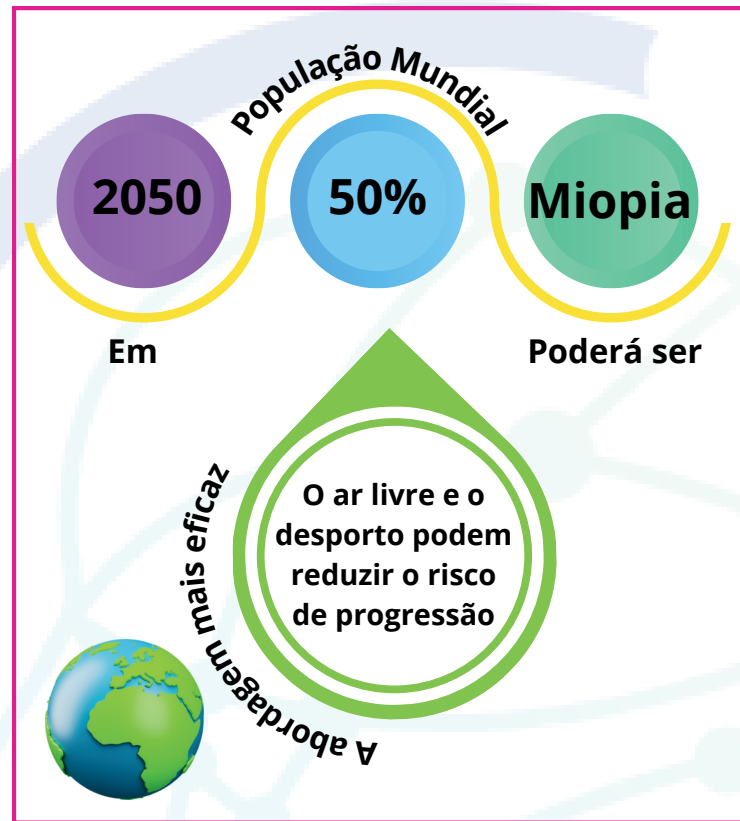 População Mundial
2050
50%
Miopia
Em
Poderá ser
A abordagem mais eficaz
O ar livre e o
desporto podem
reduzir o risco
de progressão